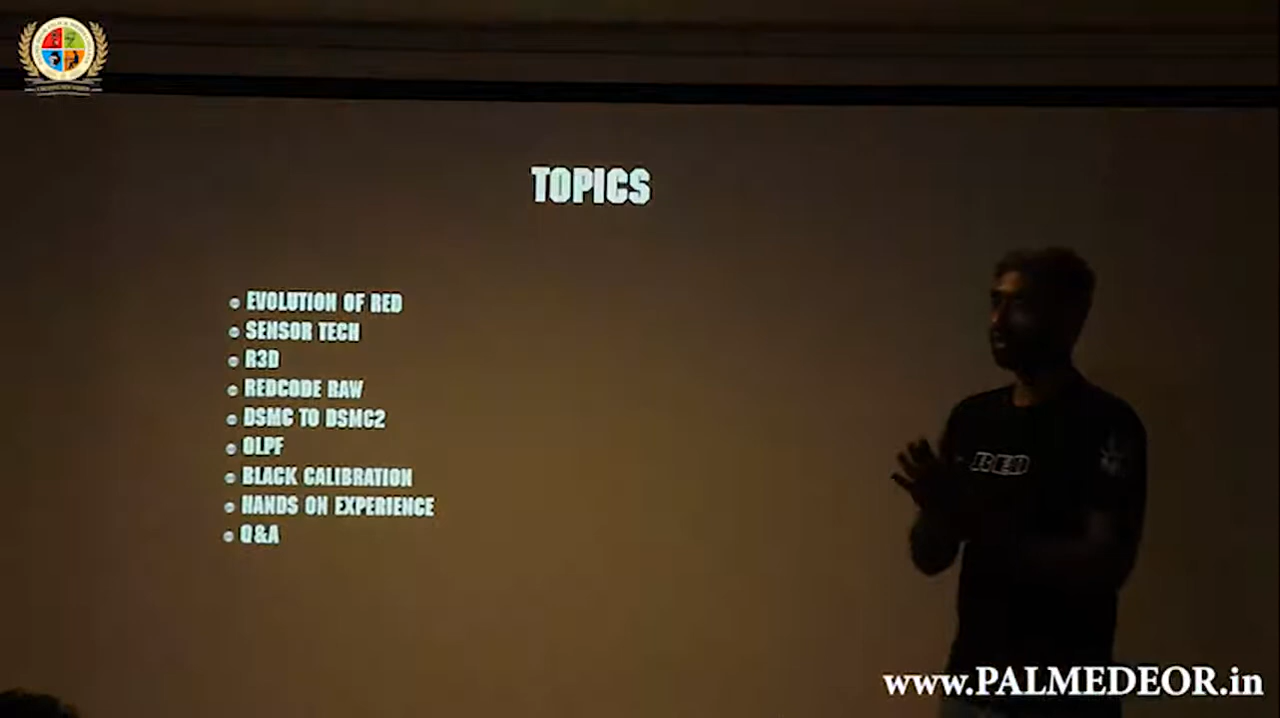 TOPICS
EVOLUTION OF RED
SENSOR TECH
R3D
REDCODE RAW
DSMC TO DSMC2
OLPF
BLACK CALIBRATION
HANDS ON EXPERIENCE
Q&A
RED
www.PALMEDEOR.in